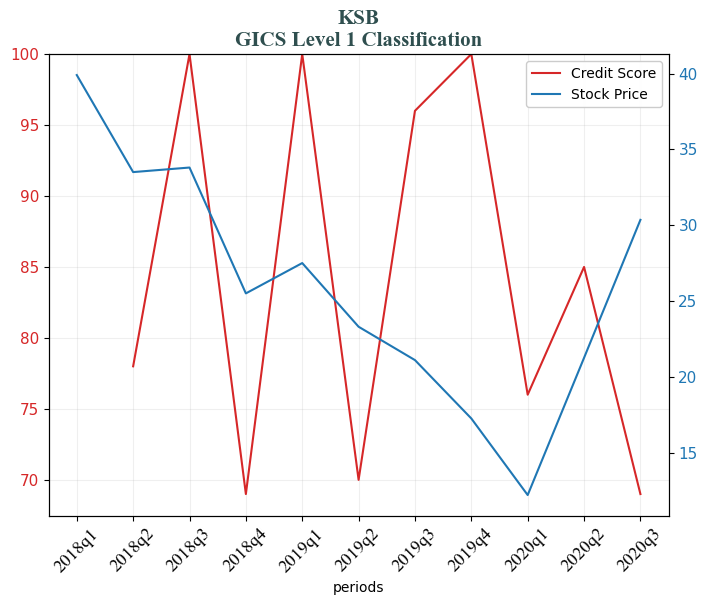 KSB
GICS Level 1 Classification
Credit Score
Stock Price
100
95
90
85
80
75
70
40
35
30
25
20
15
2018q1
2018q2
2018q3
2018q4
2019q1
2019q2
2019q3
2019q4
2020q1
2020q2
2020q3
periods